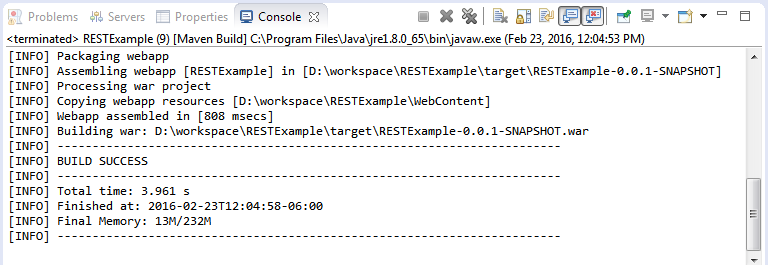 Problems Servers Properties Console
<terminated> RESTExample (9) [Maven Build] C:\Program Files\Java\jre1.8.0_65\bin\javaw.exe (Feb 23, 2016, 12:04:53 PM)
[INFO] Packaging webapp
[INFO] Assembling webapp [RESTExample] in [D:\workspace\RESTExample\target\RESTExample-0.0.1-SNAPSHOT]
[INFO] Processing war project
[INFO] Copying webapp resources [D:\workspace\RESTExample\WebContent]
[INFO] Webapp assembled in [808 msecs]
[INFO] Building war: D:\workspace\RESTExample\target\RESTExample-0.0.1-SNAPSHOT.war
[INFO] ------------------------------------------------------------------------
[INFO] BUILD SUCCESS
[INFO] ------------------------------------------------------------------------
[INFO] Total time: 3.961 s
[INFO] Finished at: 2016-02-23T12:04:58-06:00
[INFO] Final Memory: 13M/232M
[INFO] ------------------------------------------------------------------------